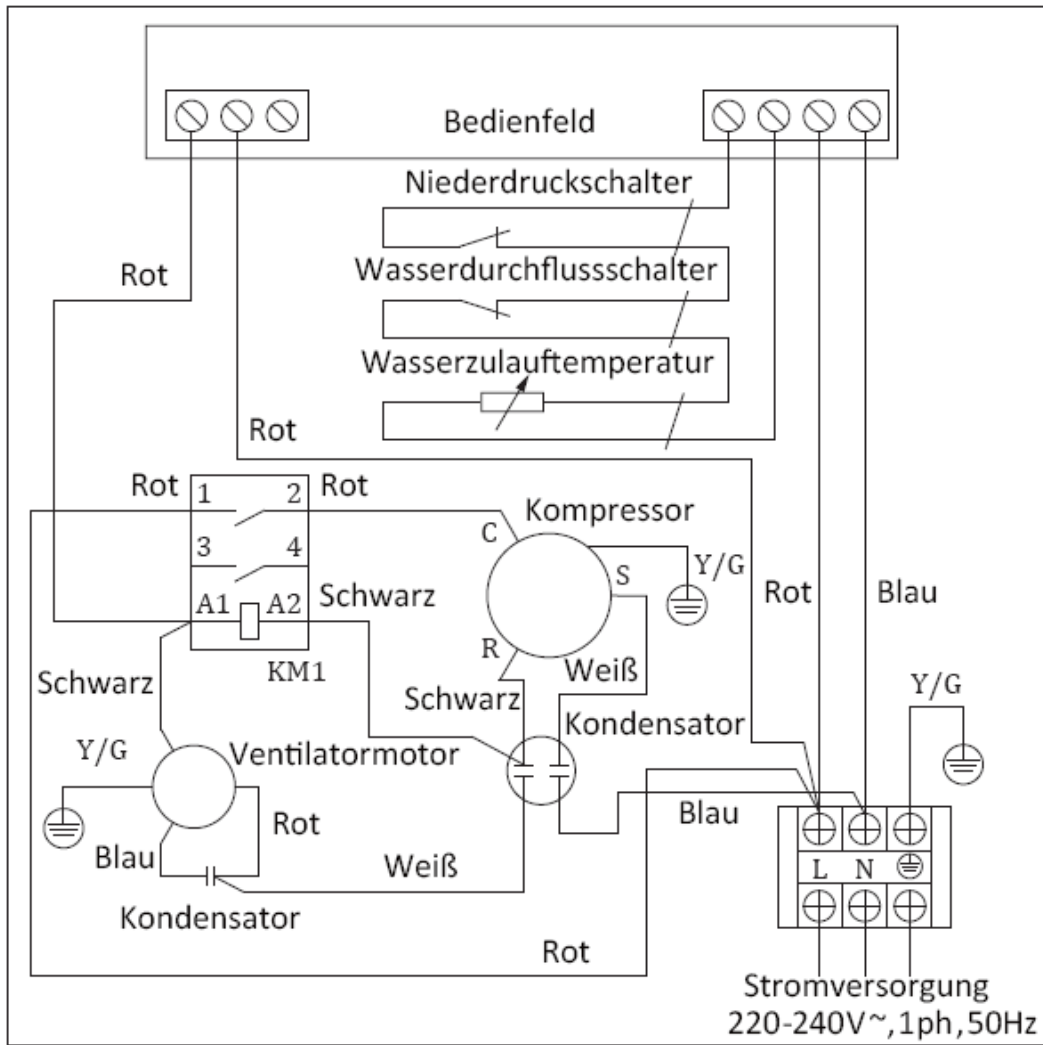 Bedienfeld
Niederdruckschalter
Wasserdurchflussschalter
Rot
Wasserzulauftemperatur
Rot
Rot 1 2 Rot
Kompressor
C
3 4
S
Y/G
A1 A2 Schwarz
Rot
Blau
R
KM1
Weiß
Schwarz
Schwarz
Y/G
Kondensator
Y/G
Ventilatormotor
Rot
Blau
Blau
Weiß
L N
Kondensator
Rot
Stromversorgung
220-240V~,1ph,50Hz